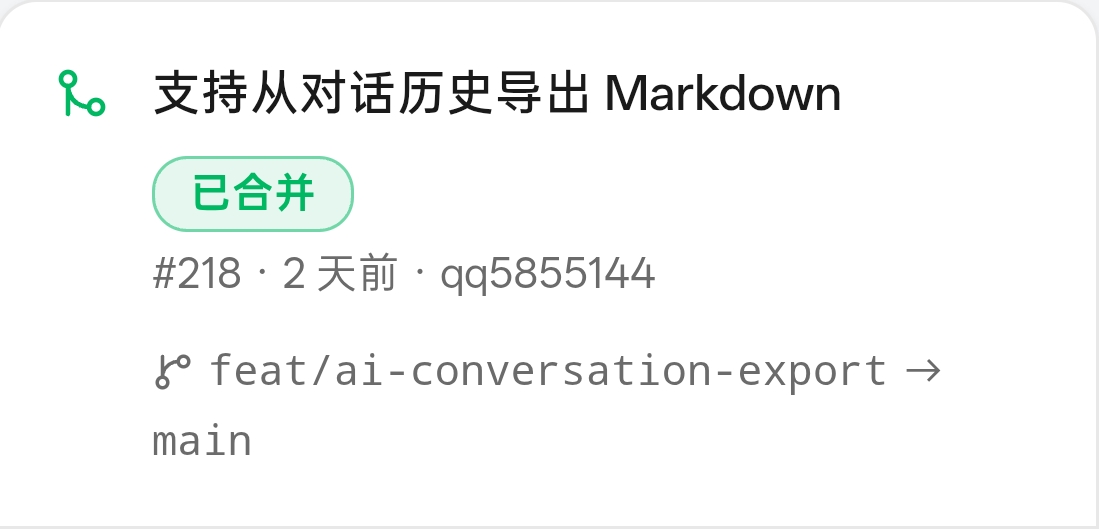 支持从对话历史导出 Markdown
已合并
#218 · 2 天前 · qq5855144
feat/ai-conversation-export →
main